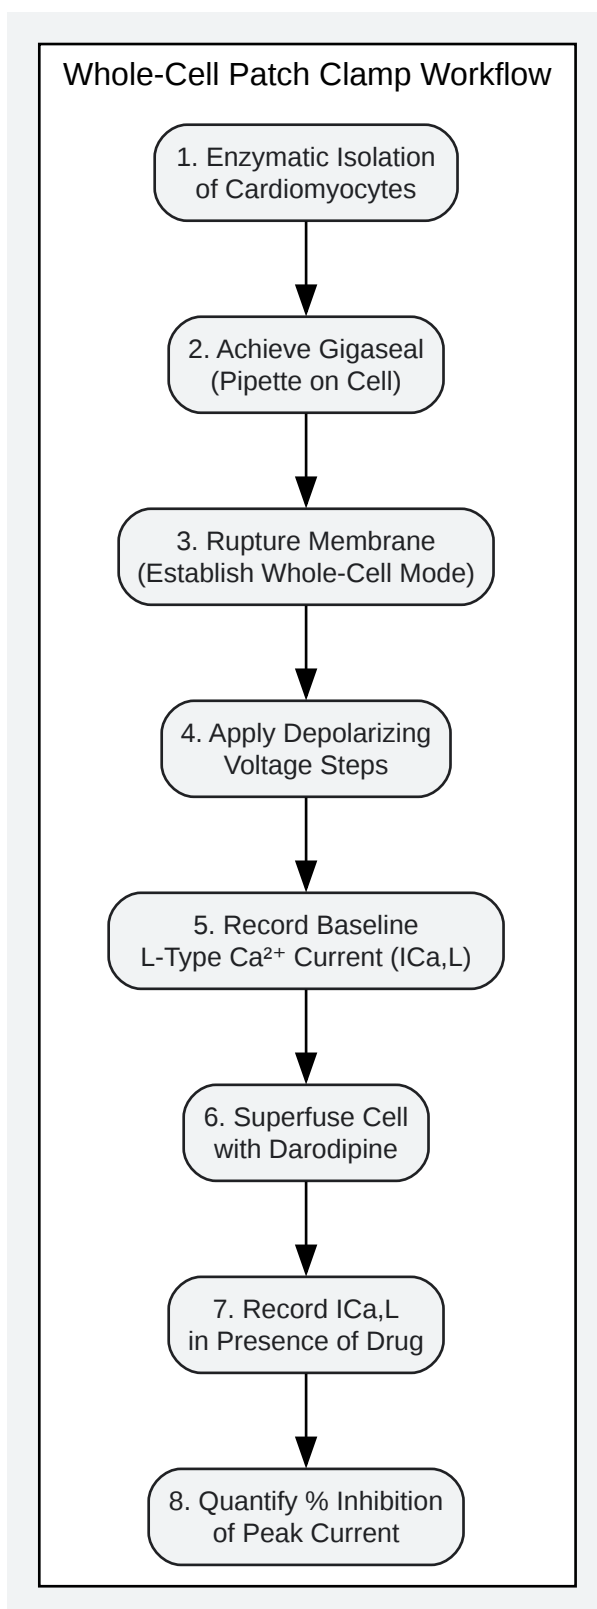 Whole-Cell Patch Clamp Workflow
1. Enzymatic Isolation
of Cardiomyocytes
2. Achieve Gigaseal
(Pipette on Cell)
3. Rupture Membrane
(Establish Whole-Cell Mode)
4. Apply Depolarizing
Voltage Steps
5. Record Baseline
L-Type Ca²⁺ Current (ICa,L)
6. Superfuse Cell
with Darodipine
7. Record ICa,L
in Presence of Drug
8. Quantify % Inhibition
of Peak Current